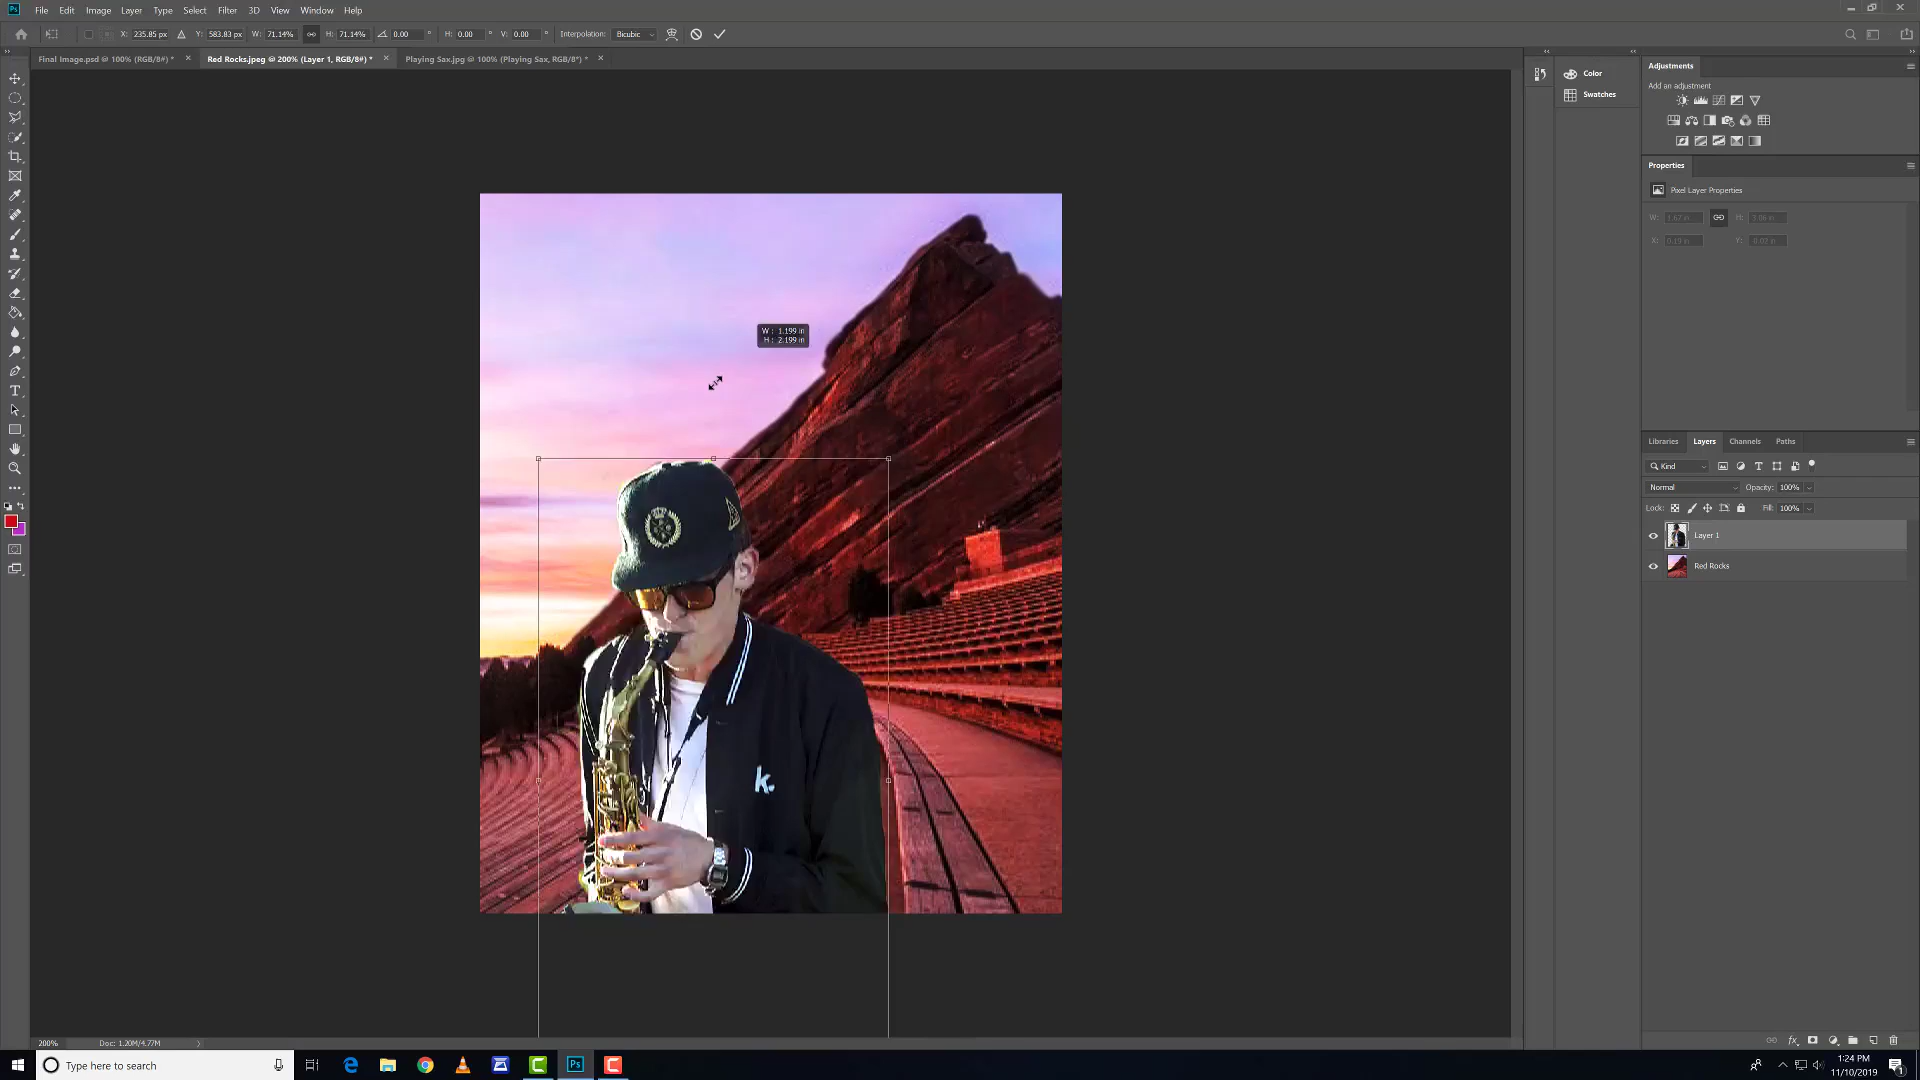 Ps File Edit Image Layer Type Select Filter 3D View Window Help
X: 235.85 px Y: 583.83 px W: 71.14% H: 71.14% 0.00 ° H: 0.00 ° V: 0.00 ° Interpolation: Bicubic
Final Image.psd @ 100% (RGB/8#) * × Red Rocks.jpeg @ 200% (Layer 1, RGB/8#) * × Playing Sax.jpg @ 100% (Playing Sax, RGB/8*) * ×
Color
Swatches
Adjustments
Add an adjustment
Properties
Pixel Layer Properties
W: 1.67 in H: 3.06 in
X: 0.19 in Y: -0.02 in
W: 1.199 in
H: 2.199 in
k.
Libraries Layers Channels Paths
Kind
Normal Opacity: 100%
Lock: Fill: 100%
Layer 1
Red Rocks
fx
200% Doc: 1.20M/4.77M
Type here to search
Ps
1:24 PM
11/10/2019
1